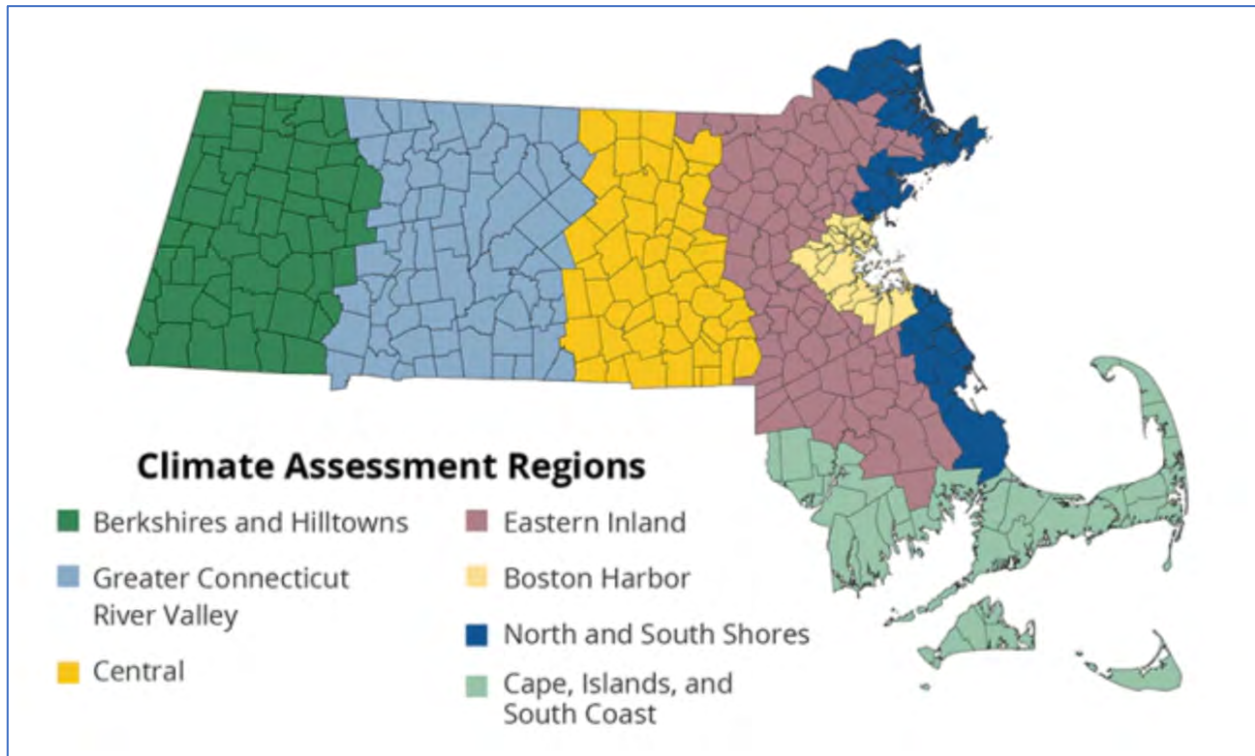 Climate Assessment Regions
Berkshires and Hilltowns
Greater Connecticut
River Valley
Central
Eastern Inland
Boston Harbor
North and South Shores
Cape, Islands, and
South Coast